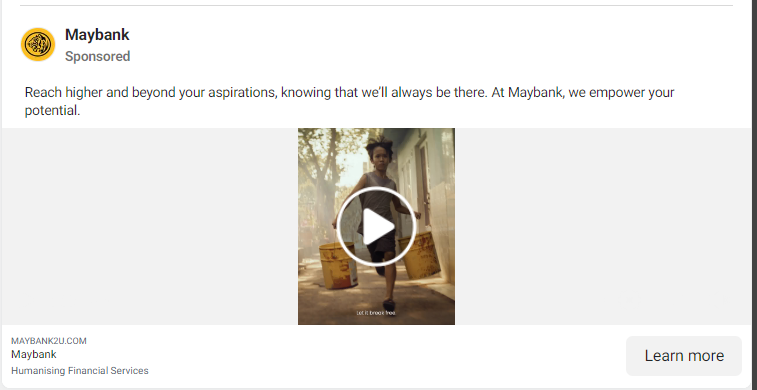 Maybank
Sponsored
Reach higher and beyond your aspirations, knowing that we'll always be there. At Maybank, we empower your
potential.
Let it break free.
MAYBANK2U.COM
Maybank
Humanising Financial Services
Learn more